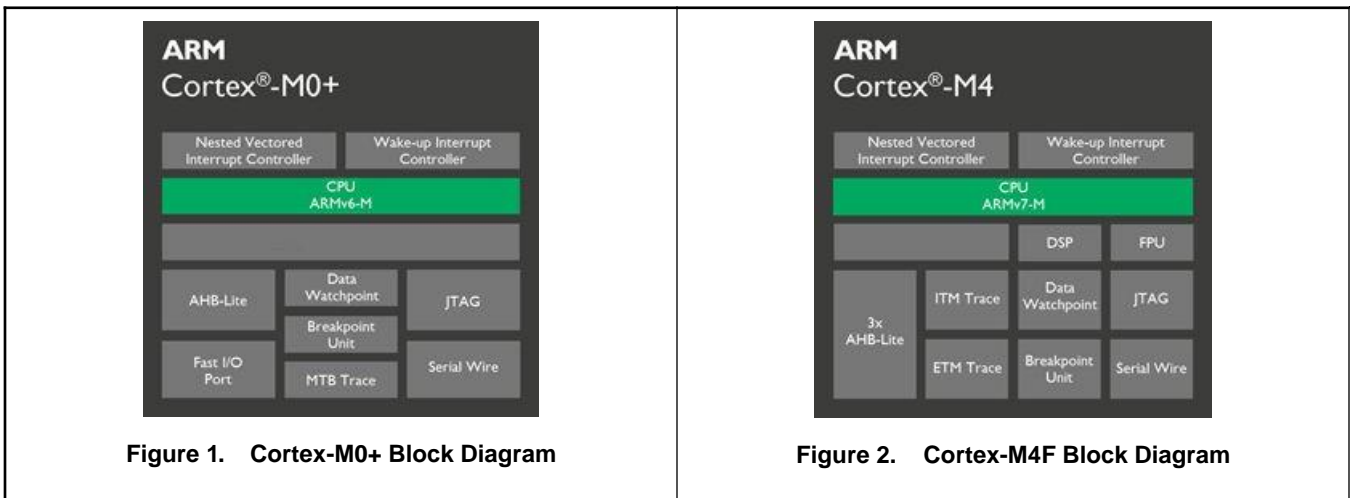 ARM
Cortex®-M0+
Nested Vectored
Interrupt Controller
Wake-up Interrupt
Controller
CPU
ARMv6-M
AHB-Lite
Data
Watchpoint
JTAG
Breakpoint
Unit
Fast I/O
Port
MTB Trace
Serial Wire
Figure 1. Cortex-M0+ Block Diagram
ARM
Cortex®-M4
Nested Vectored
Interrupt Controller
Wake-up Interrupt
Controller
CPU
ARMv7-M
DSP
FPU
3x
AHB-Lite
ITM Trace
Data
Watchpoint
JTAG
ETM Trace
Breakpoint
Unit
Serial Wire
Figure 2. Cortex-M4F Block Diagram